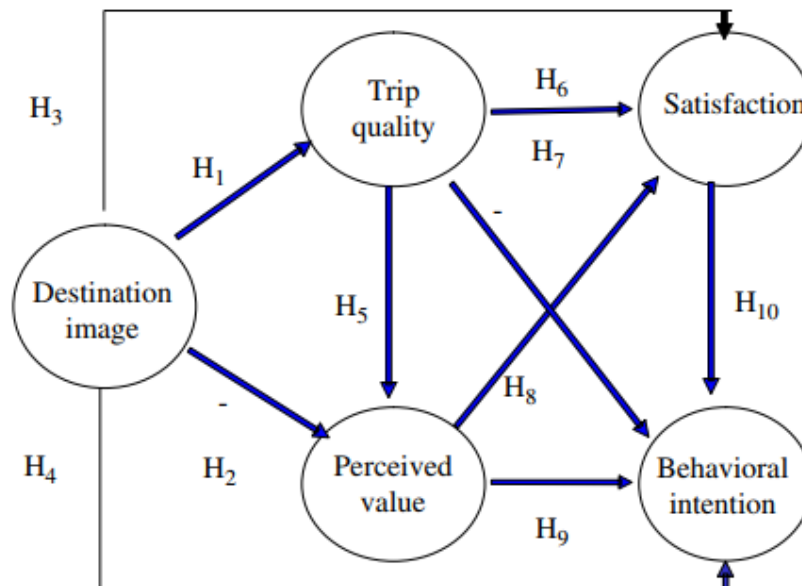 H3
H1
Trip
quality
H6
H7
Satisfaction
-
Destination
image
H5
H10
-
H8
H4
H2
Perceived
value
H9
Behavioral
intention